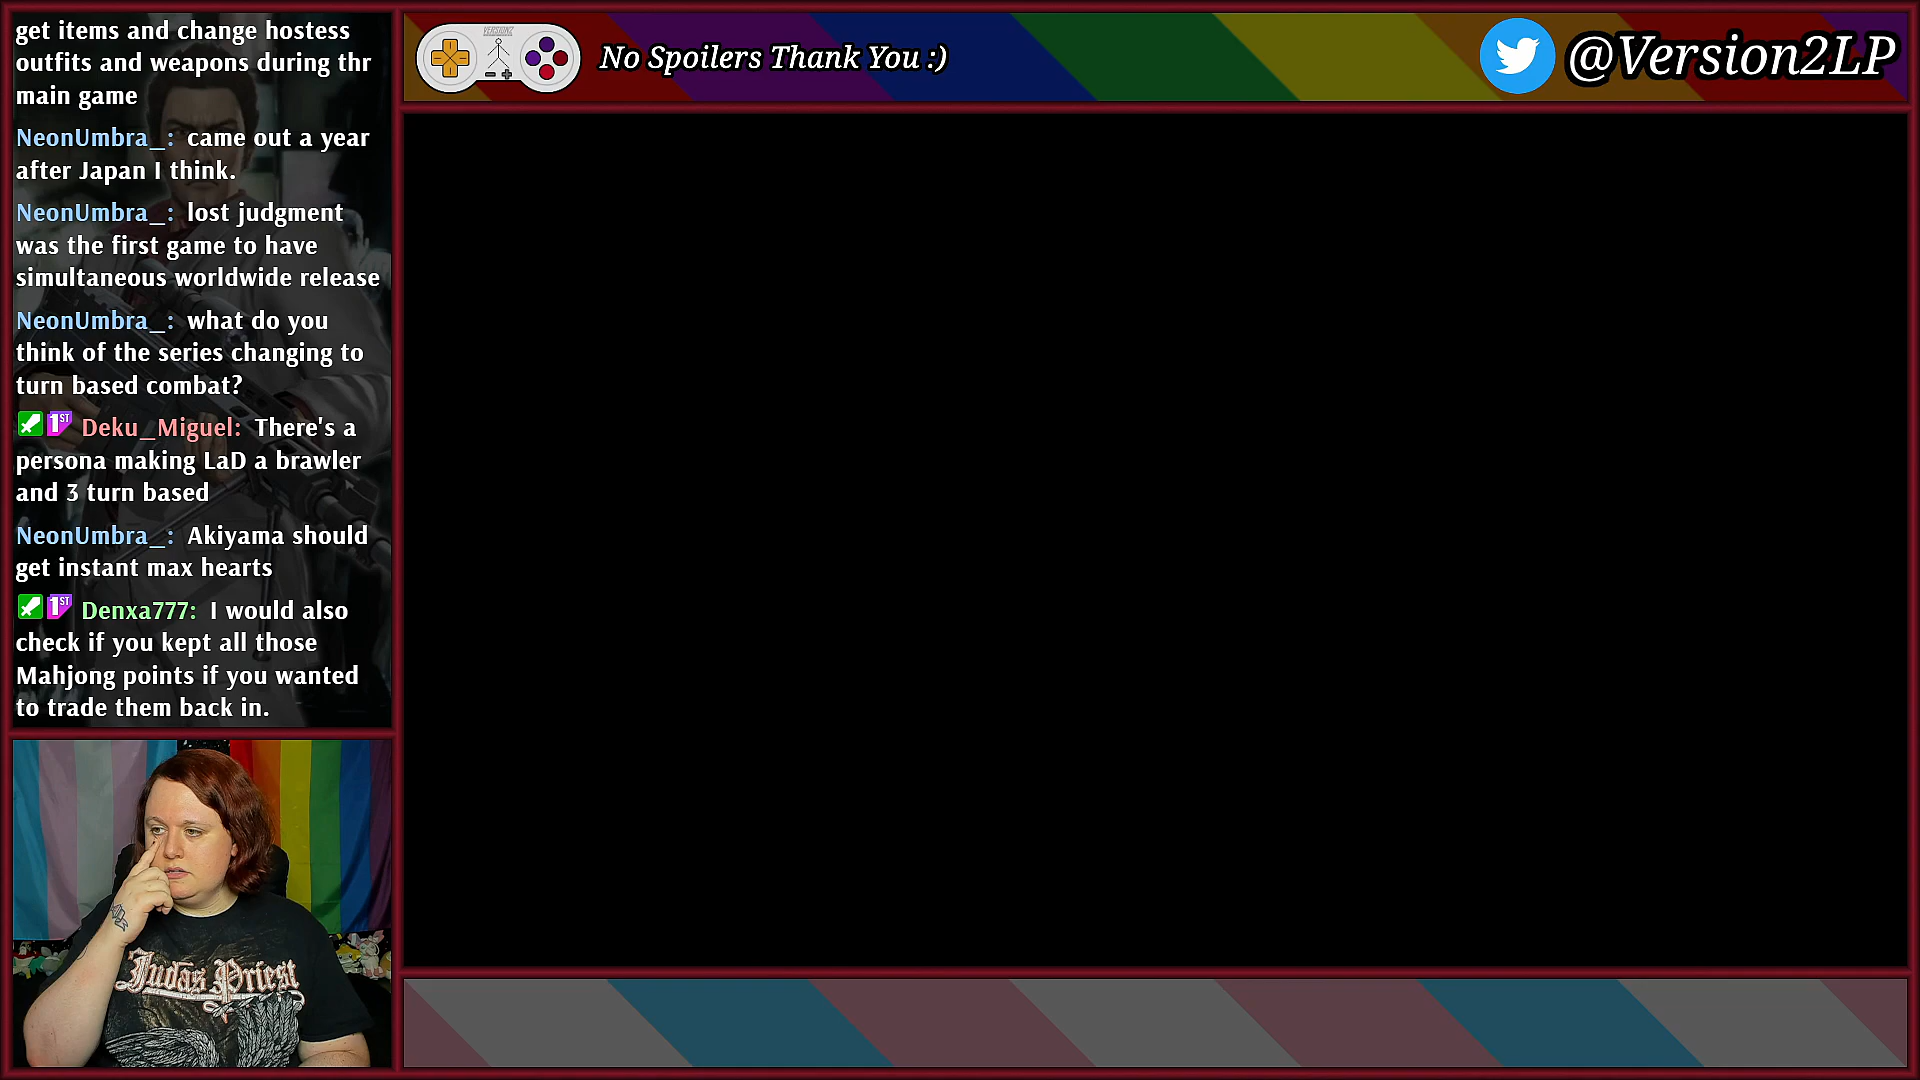 get items and change hostess
outfits and weapons during thr
main game
NeonUmbra_: came out a year
after Japan I think.
NeonUmbra_: lost judgment
was the first game to have
simultaneous worldwide release
NeonUmbra_: what do you
think of the series changing to
turn based combat?
1ST Deku_Miguel: There's a
persona making LaD a brawler
and 3 turn based
NeonUmbra_: Akiyama should
get instant max hearts
1ST Denxa777: I would also
check if you kept all those
Mahjong points if you wanted
to trade them back in.
VERSION2
No Spoilers Thank You :)
@Version2LP
Judas Priest